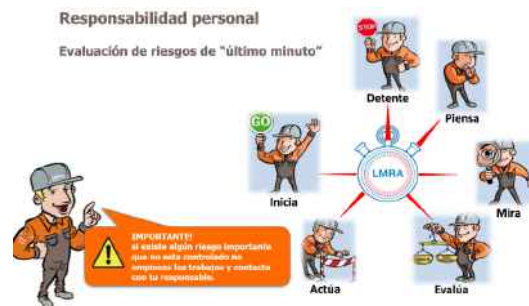 Responsabilidad personal
Evaluación de riesgos de "último minuto"
STOP
Detente
Piensa
GO
LMRA
Inicia
Mira
IMPORTANTE!
si existe algún riesgo importante
que no este controlado no
empieces los trabajos y contacta
con tu responsable.
Actúa
Evalúa